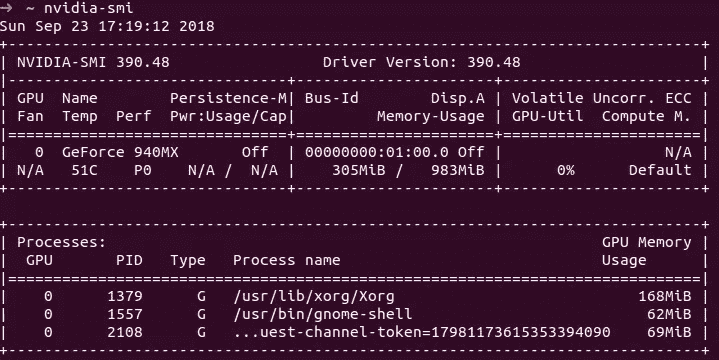 → ~ nvidia-smi
Sun Sep 23 17:19:12 2018
+-----------------------------------------------------------------------------+
| NVIDIA-SMI 390.48                 Driver Version: 390.48                    |
|-------------------------------+----------------------+----------------------+
| GPU  Name        Persistence-M| Bus-Id        Disp.A | Volatile Uncorr. ECC |
| Fan  Temp  Perf  Pwr:Usage/Cap|         Memory-Usage | GPU-Util  Compute M. |
|===============================+======================+======================|
|   0  GeForce 940MX       Off  | 00000000:01:00.0 Off |                  N/A |
| N/A   51C    P0    N/A /  N/A |    305MiB /   983MiB |      0%      Default |
+-------------------------------+----------------------+----------------------+

+-----------------------------------------------------------------------------+
| Processes:                                                       GPU Memory |
|  GPU       PID   Type   Process name                             Usage      |
|=============================================================================|
|    0      1379      G   /usr/lib/xorg/Xorg                           168MiB |
|    0      1557      G   /usr/bin/gnome-shell                          62MiB |
|    0      2108      G   ...uest-channel-token=17981173615353394090    69MiB |
+-----------------------------------------------------------------------------+